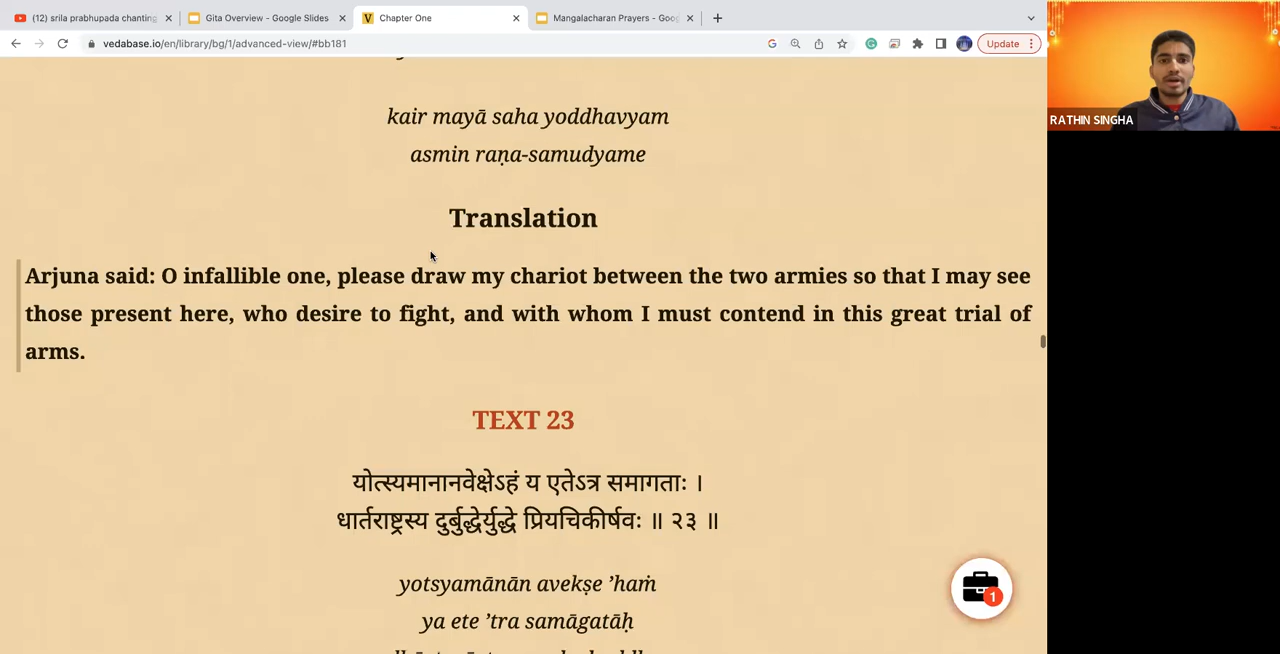 (12) srila prabhupada chanting
Gita Overview - Google Slides
Chapter One
Mangalacharan Prayers - Goo
vedabase.io/en/library/bg/1/advanced-view/#bb181
Update
kair mayā saha yoddhavyam
asmin raṇa-samudyame
Translation
Arjuna said: O infallible one, please draw my chariot between the two armies so that I may see
those present here, who desire to fight, and with whom I must contend in this great trial of
arms.
TEXT 23
योत्स्यमानानवेक्षेऽहं य एतेऽत्र समागताः ।
धार्तराष्ट्रस्य दुर्बुद्धेर्युद्धे प्रियचिकीर्षवः ॥ २३ ॥
yotsyamānān avekṣe ’haṁ
ya ete ’tra samāgatāḥ
1
RATHIN SINGHA